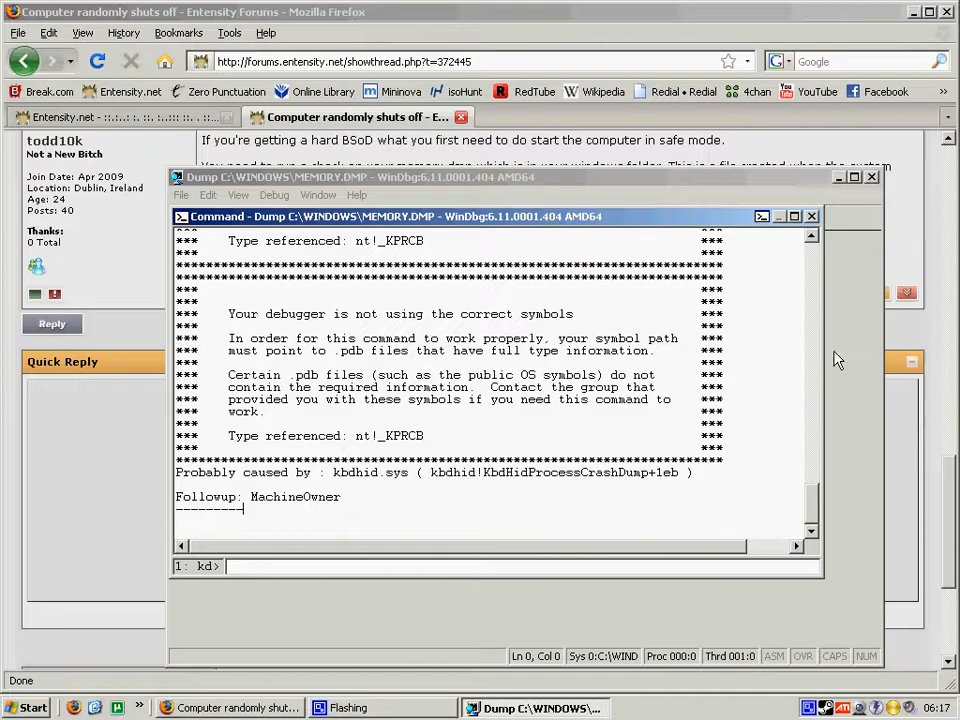 Computer randomly shuts off - Entensity Forums - Mozilla Firefox
File Edit View History Bookmarks Tools Help
http://forums.entensity.net/showthread.php?t=372445
Google
Break.com Entensity.net Zero Punctuation Online Library Mininova isoHunt RedTube Wikipedia Redial • Redial 4chan YouTube Facebook
Entensity.net - ::.,:.. :. ::. :..::: ::. ..:
Computer randomly shuts off - E...
todd10k
Not a New Bitch
Join Date: Apr 2009
Location: Dublin, Ireland
Age: 24
Posts: 40
Thanks:
0 Total
Reply
Quick Reply
If you're getting a hard BSoD what you first need to do start the computer in safe mode.
Dump C:\WINDOWS\MEMORY.DMP - WinDbg:6.11.0001.404 AMD64
File Edit View Debug Window Help
Command - Dump C:\WINDOWS\MEMORY.DMP - WinDbg:6.11.0001.404 AMD64
*** Type referenced: nt!_KPRCB ***
*** ***
*************************************************************************
*************************************************************************
*** ***
*** ***
*** Your debugger is not using the correct symbols ***
*** ***
*** In order for this command to work properly, your symbol path ***
*** must point to .pdb files that have full type information. ***
*** ***
*** Certain .pdb files (such as the public OS symbols) do not ***
*** contain the required information. Contact the group that ***
*** provided you with these symbols if you need this command to ***
*** work. ***
*** ***
*** Type referenced: nt!_KPRCB ***
*** ***
*************************************************************************
Probably caused by : kbdhid.sys ( kbdhid!KbdHidProcessCrashDump+1eb )
Followup: MachineOwner
---------
1: kd>
Ln 0, Col 0 Sys 0:C:\WIND Proc 000:0 Thrd 001:0 ASM OVR CAPS NUM
Done
Start
Computer randomly shut...
Flashing
Dump C:\WINDOWS\...
06:17